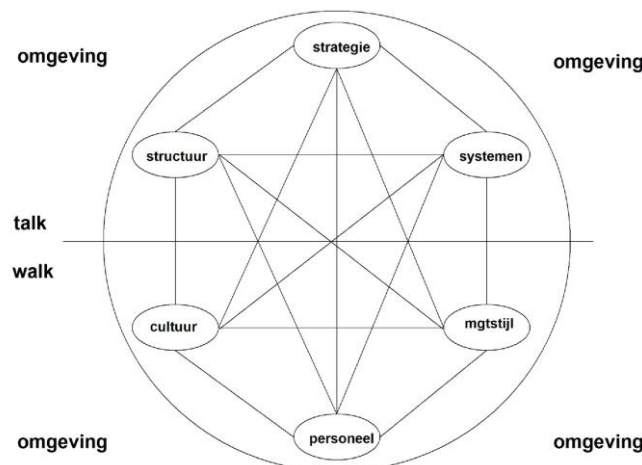 strategie
omgeving
omgeving
structuur
systemen
talk
walk
cultuur
mgtstijl
personeel
omgeving
omgeving